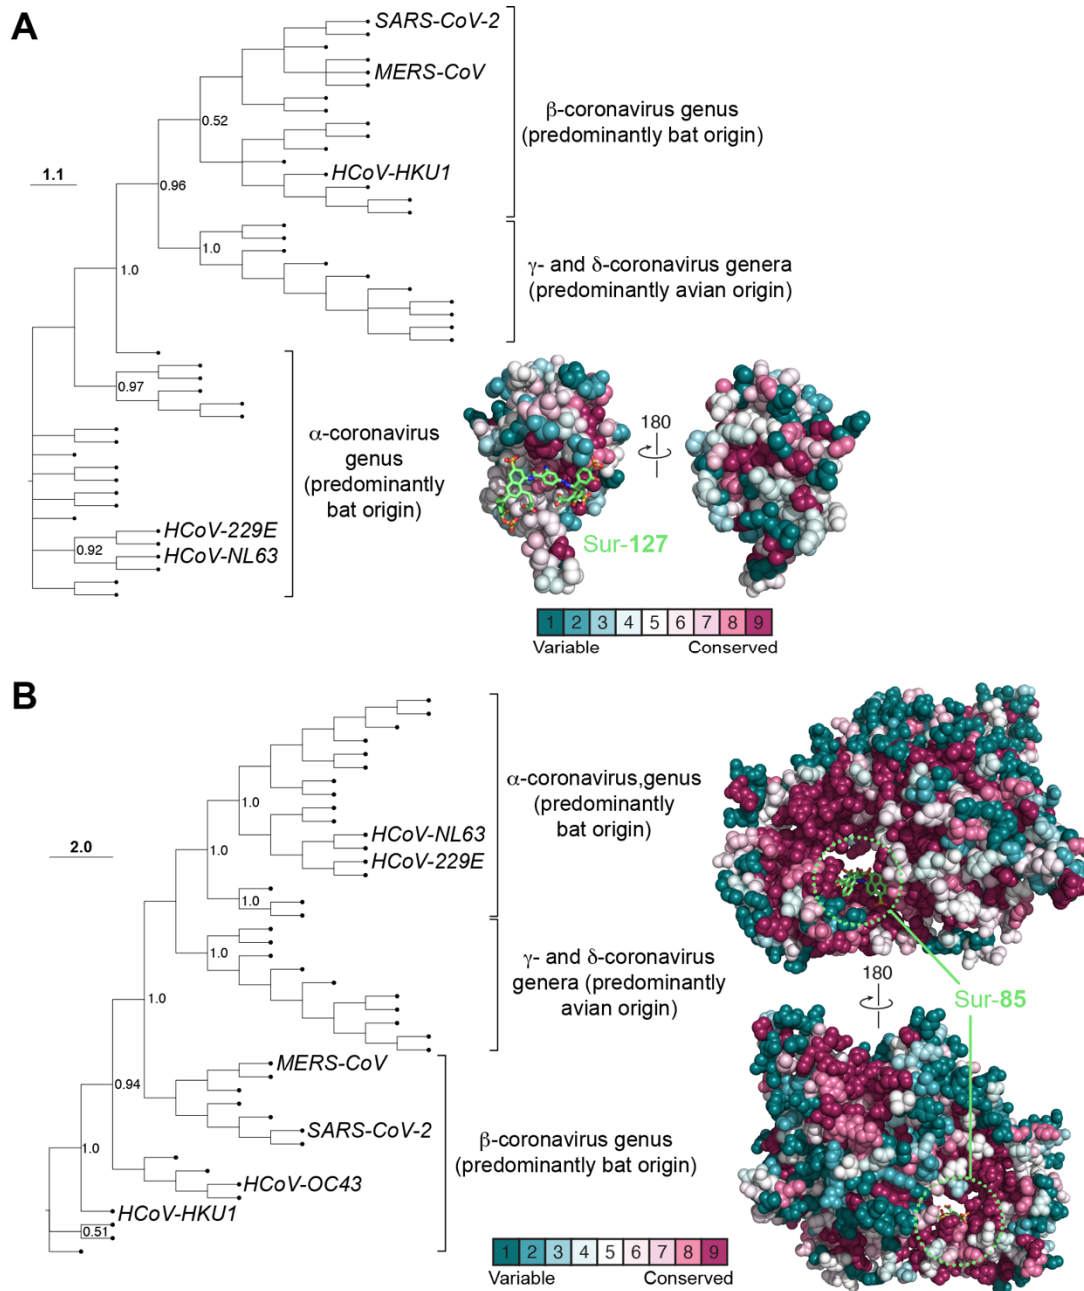 A
SARS-CoV-2
MERS-CoV
β-coronavirus genus
(predominantly bat origin)
0.52
1.1
HCoV-HKU1
0.96
1.0
γ- and δ-coronavirus genera
(predominantly avian origin)
1.0
0.97
α-coronavirus
genus
(predominantly
bat origin)
180
HCoV-229E
0.92
HCoV-NL63
Sur-127
1 2 3 4 5 6 7 8 9
Variable Conserved
B
α-coronavirus,genus
(predominantly
bat origin)
1.0
HCoV-NL63
2.0
1.0
HCoV-229E
1.0
1.0
γ- and δ-coronavirus
genera (predominantly
avian origin)
180
1.0
Sur-85
MERS-CoV
0.94
SARS-CoV-2
β-coronavirus genus
(predominantly bat origin)
1.0
HCoV-OC43
HCoV-HKU1
0.51
1 2 3 4 5 6 7 8 9
Variable Conserved